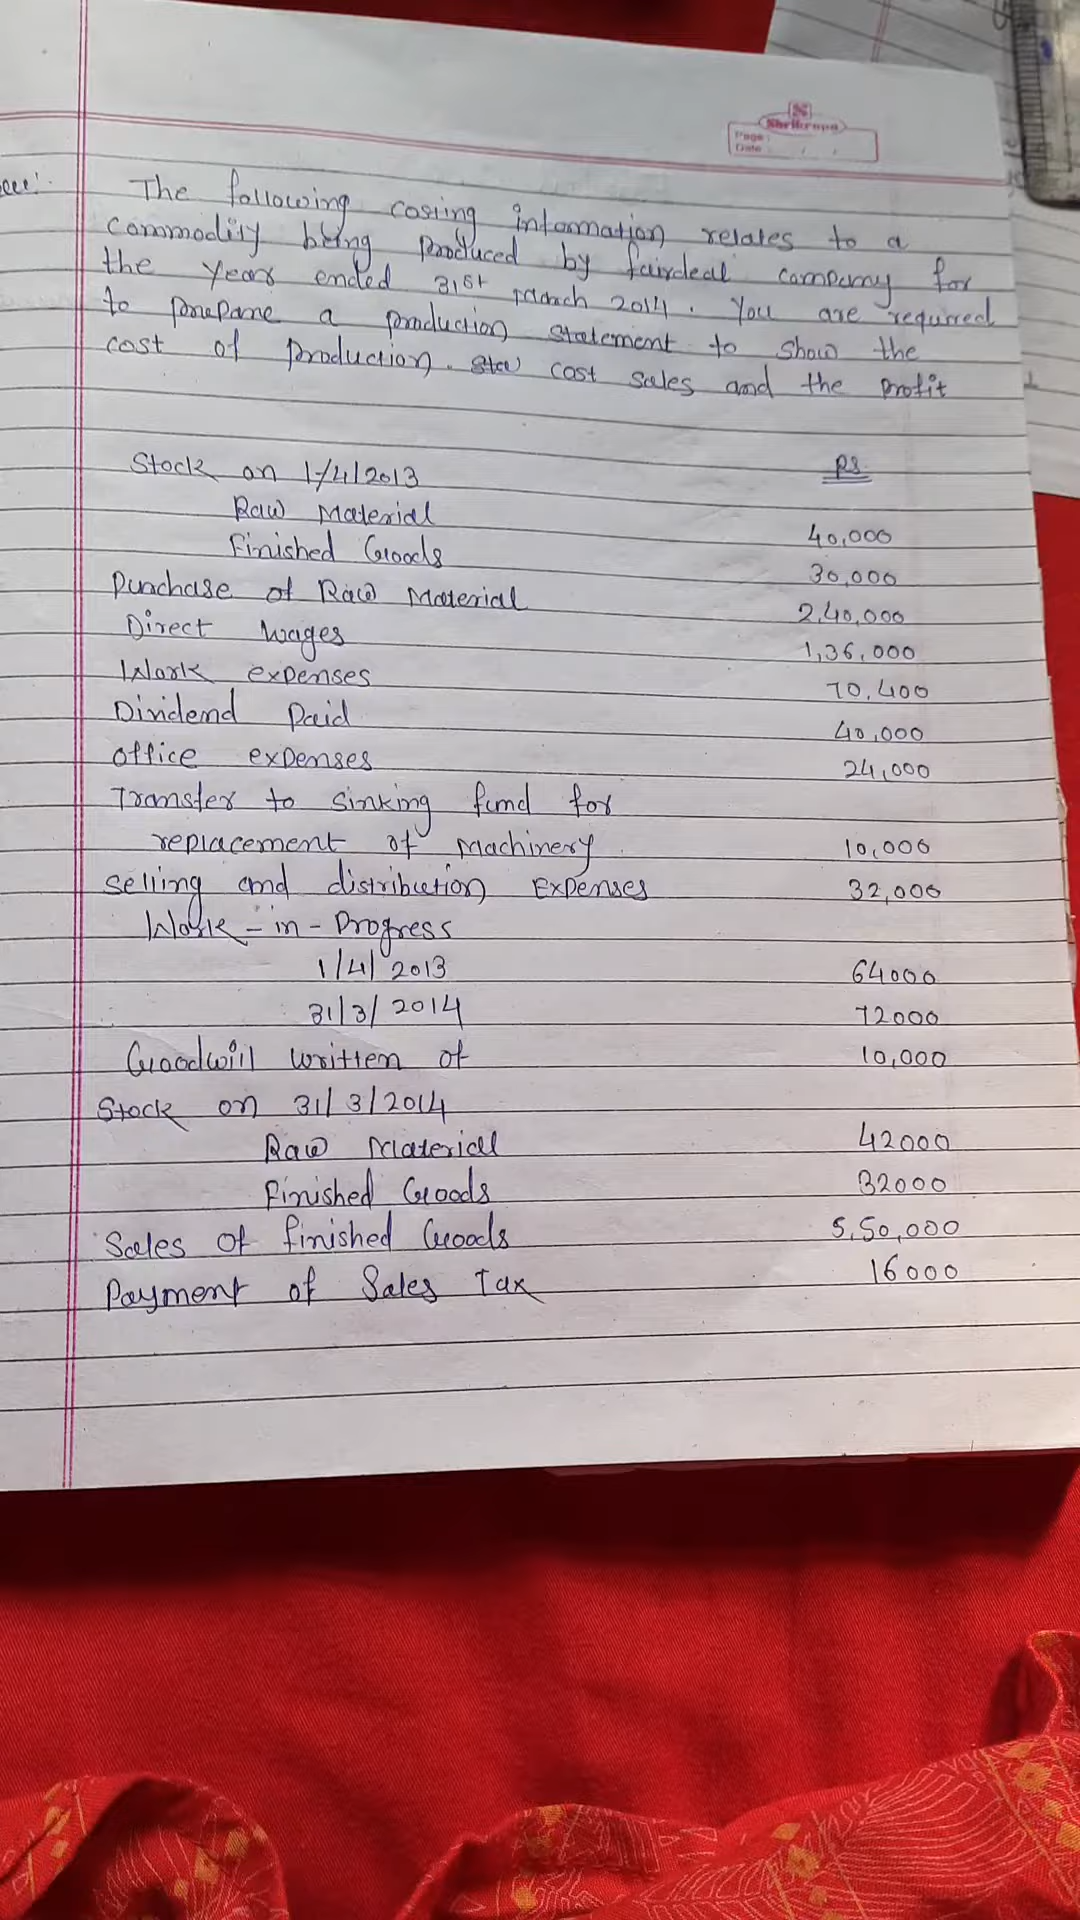 Shrikrupa
Page :
Date : / /
The following costing information relates to a
commodity being produced by fairdeal company for
the years ended 31st March 2014. You are required
to prepare a production statement to show the
cost of production. cost sales and the profit
Rs
Stock on 1/4/2013
Raw Material 40,000
Finished Goods 30,000
Purchase of Raw Material 2,40,000
Direct wages 1,36,000
Work expenses 70,400
Dividend Paid 40,000
office expenses 24,000
Transfer to sinking fund for
replacement of Machinery 10,000
selling and distribution Expenses 32,000
Work-in-Progress
1/4/2013 64000
31/3/2014 72000
Goodwill written of 10,000
Stock on 31/3/2014
Raw Material 42000
Finished Goods 32000
Sales of finished Goods 5,50,000
Payment of Sales Tax 16000